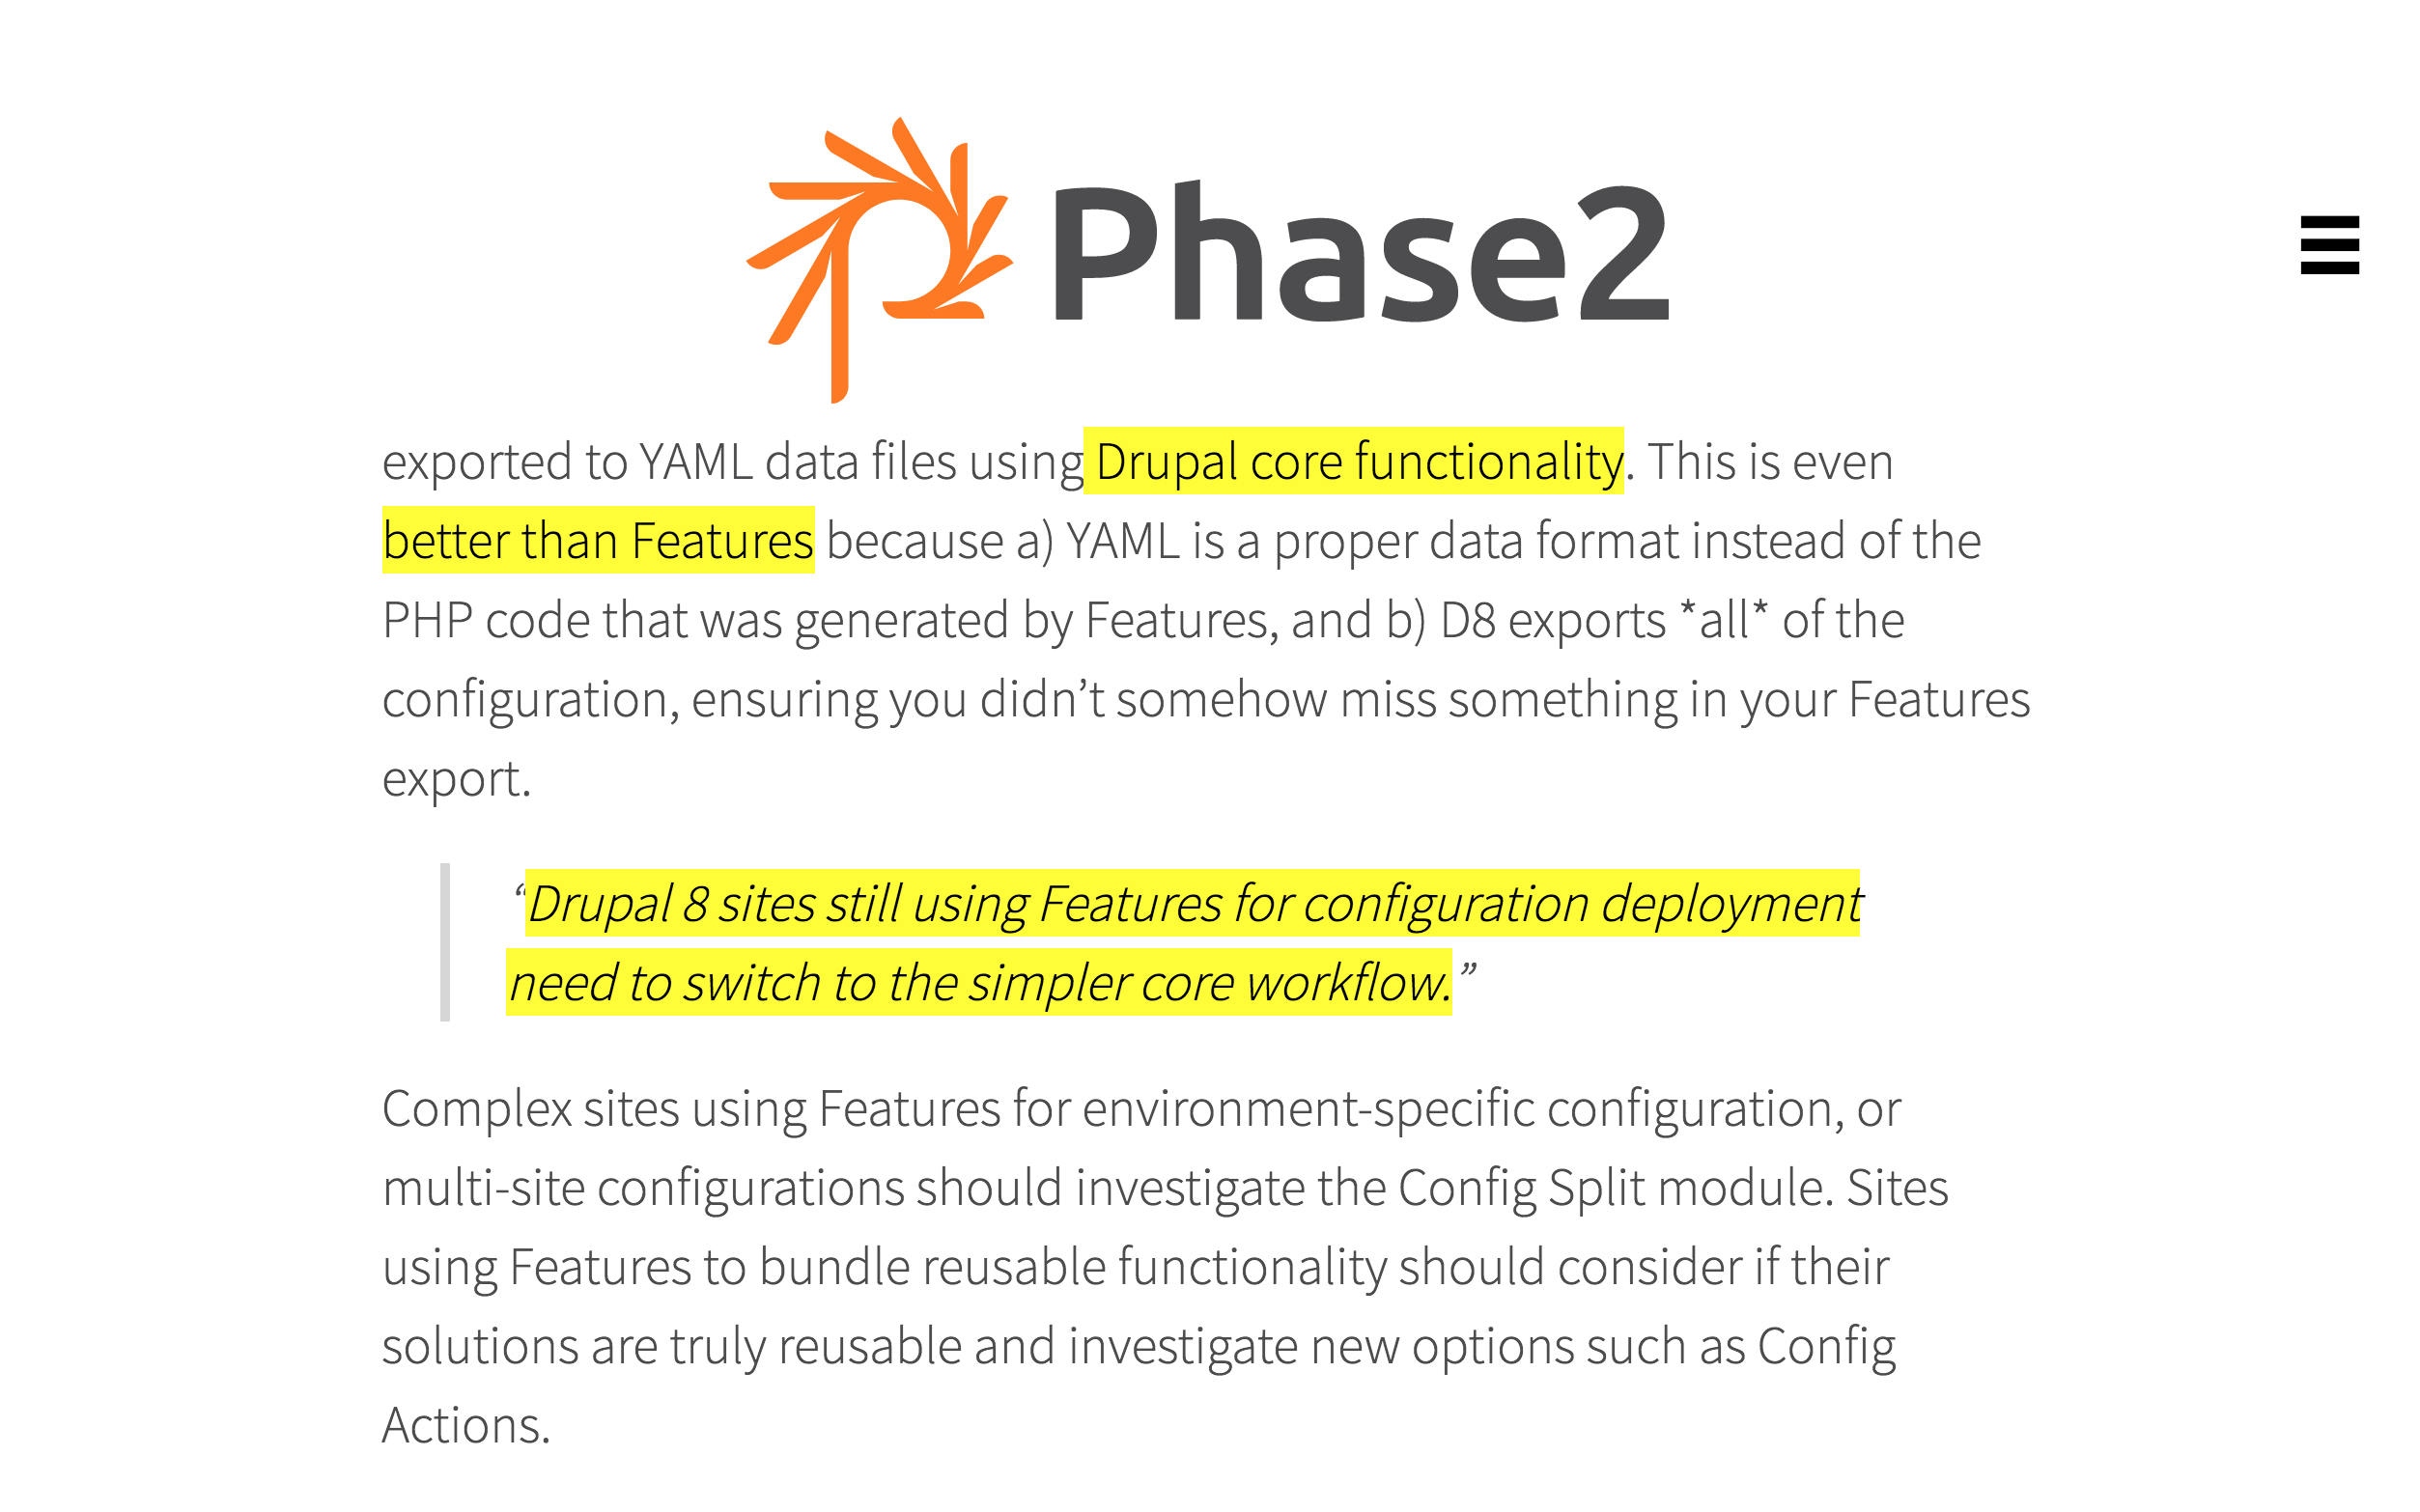 Phase2
exported to YAML data files using Drupal core functionality. This is even
better than Features because a) YAML is a proper data format instead of the
PHP code that was generated by Features, and b) D8 exports *all* of the
configuration, ensuring you didn’t somehow miss something in your Features
export.
“Drupal 8 sites still using Features for configuration deployment
need to switch to the simpler core workflow.”
Complex sites using Features for environment-specific configuration, or
multi-site configurations should investigate the Config Split module. Sites
using Features to bundle reusable functionality should consider if their
solutions are truly reusable and investigate new options such as Config
Actions.